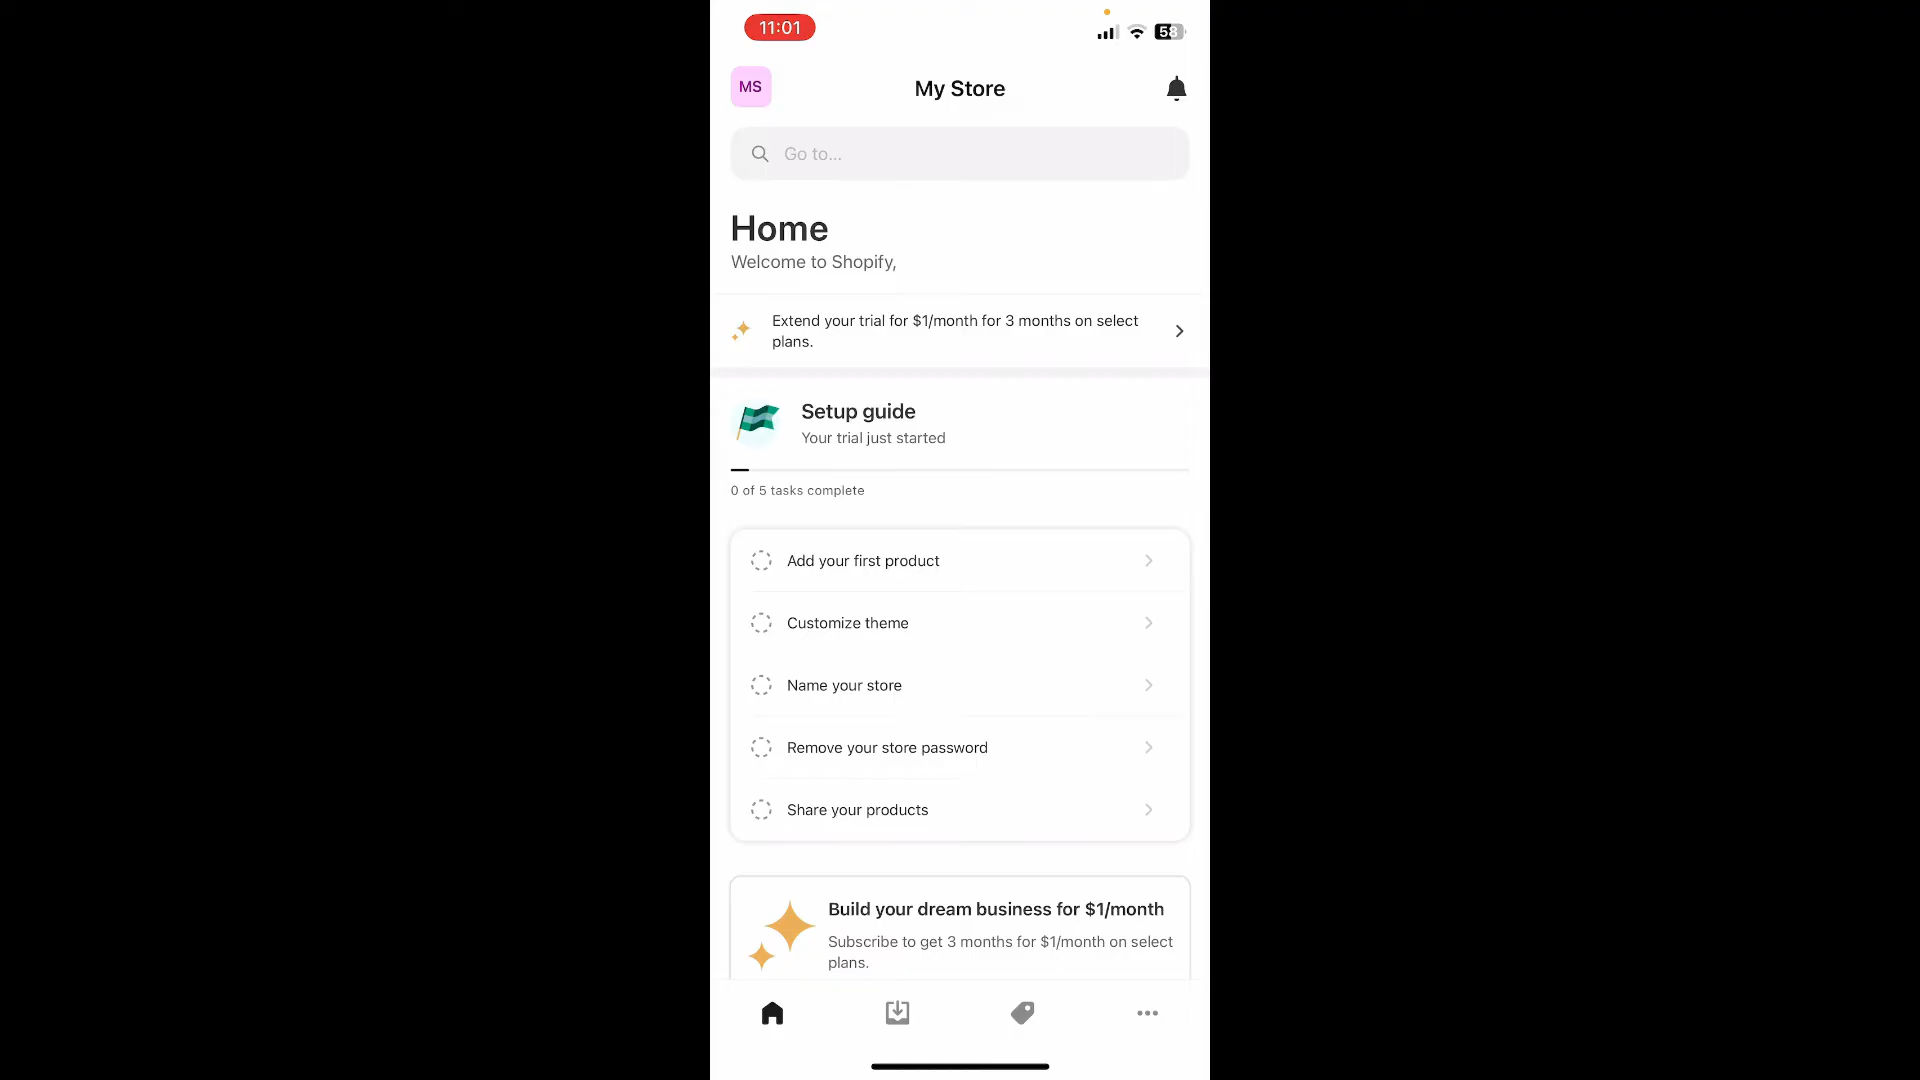 11:01
58
MS
My Store
Go to...
Home
Welcome to Shopify,
Extend your trial for $1/month for 3 months on select
plans.
Setup guide
Your trial just started
0 of 5 tasks complete
Add your first product
Customize theme
Name your store
Remove your store password
Share your products
Build your dream business for $1/month
Subscribe to get 3 months for $1/month on select
plans.